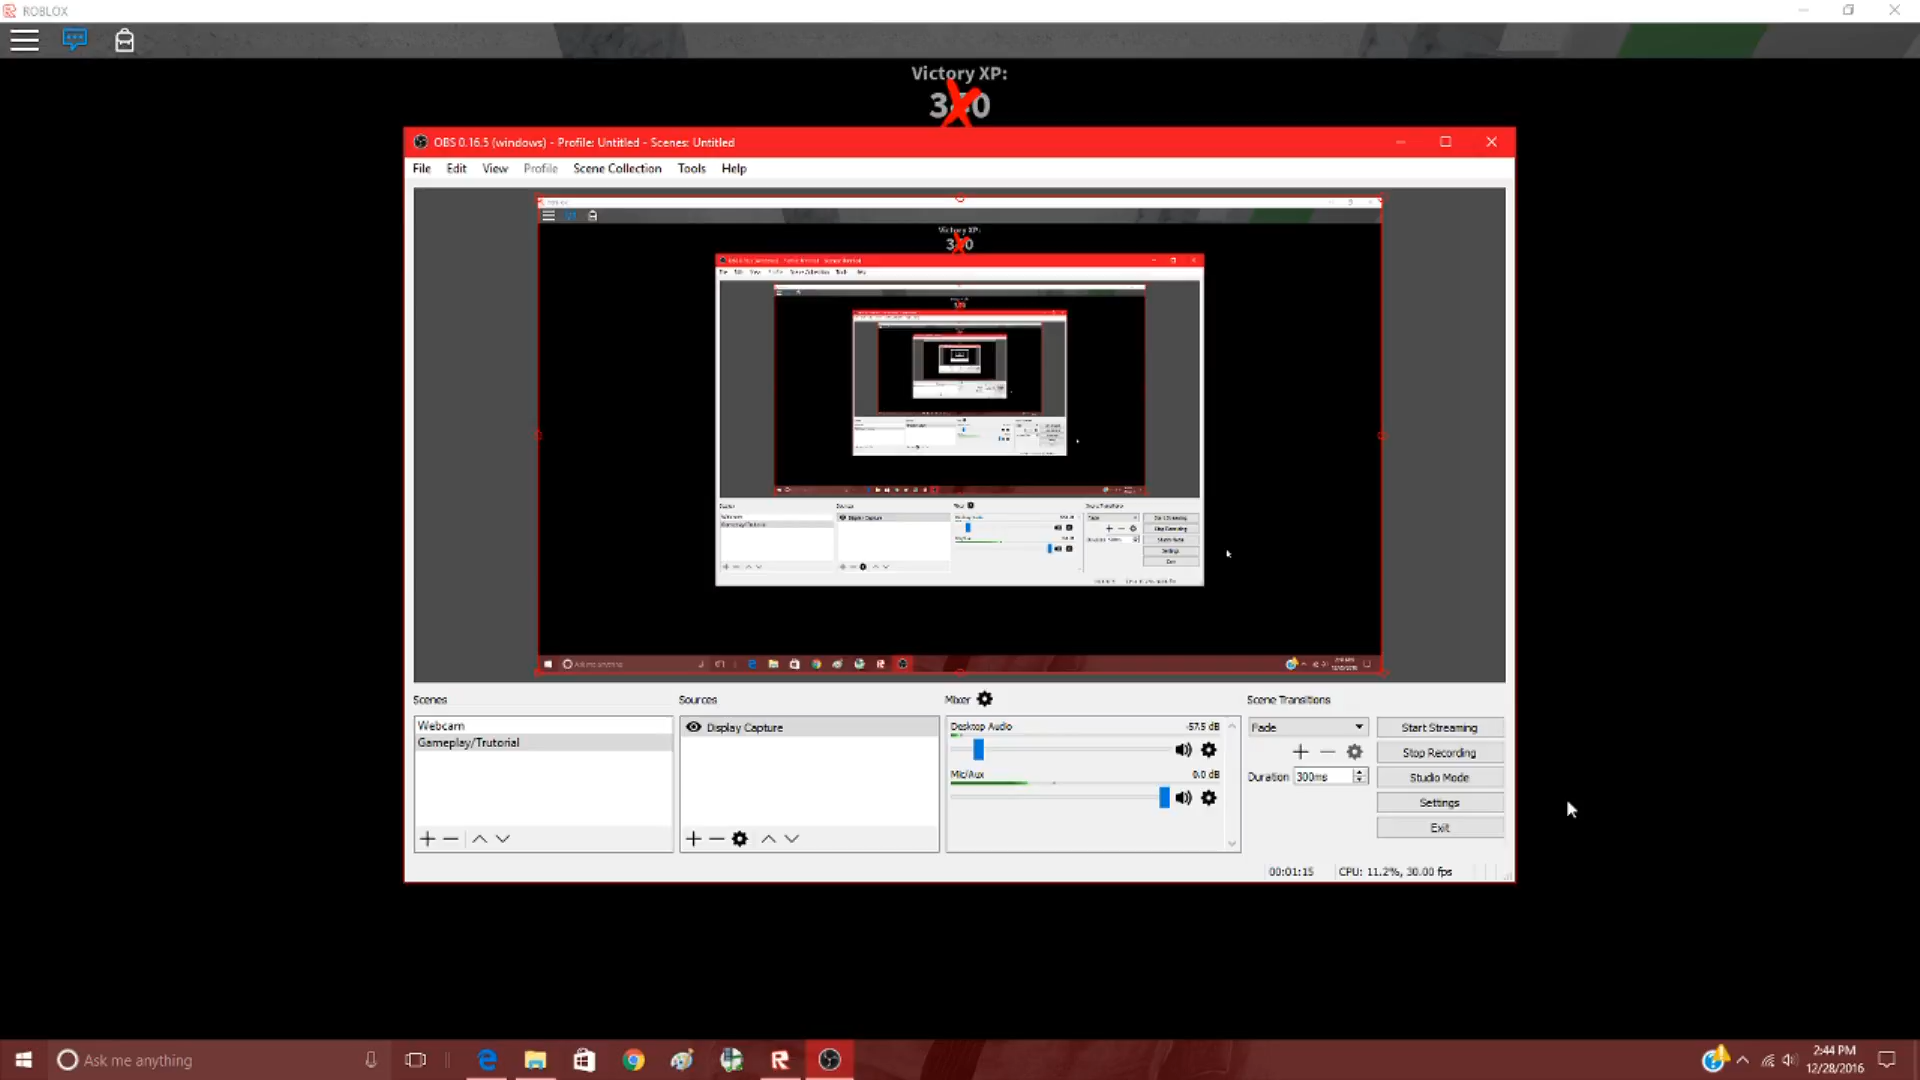 ROBLOX
Victory XP:
OBS 0.16.5 (windows) - Profile: Untitled - Scenes: Untitled
File Edit View Profile Scene Collection Tools Help
Scenes Sources Mixer Scene Transitions
Webcam
Gameplay/Trutorial
Display Capture
Desktop Audio -57.5 dB
Mic/Aux 0.0 dB
Fade
Duration 300ms
Start Streaming
Stop Recording
Studio Mode
Settings
Exit
00:01:15 CPU: 11.2%, 30.00 fps
Ask me anything
2:44 PM
12/28/2016